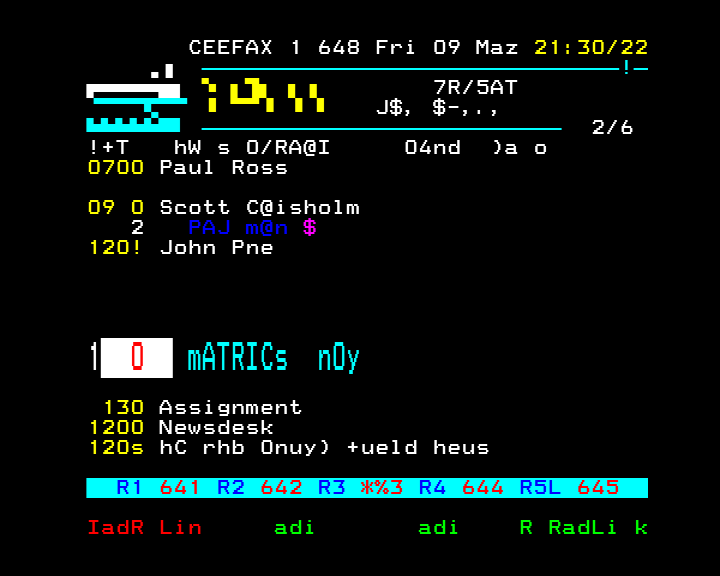 CEEFAX 1 648 Fri 09 Maz 21:30/22
7R/5AT
J$, $-,.,
2/6
!+T hW s O/RA@I 04nd )a o
0700 Paul Ross
09 0 Scott C@isholm
2 PAJ m@n $
120! John Pne
1 0 mATRICs nOy
130 Assignment
1200 Newsdesk
120s hC rhb Onuy) +ueld heus
R1 641 R2 642 R3 *%3 R4 644 R5L 645
IadR Lin adi adi R RadLi k